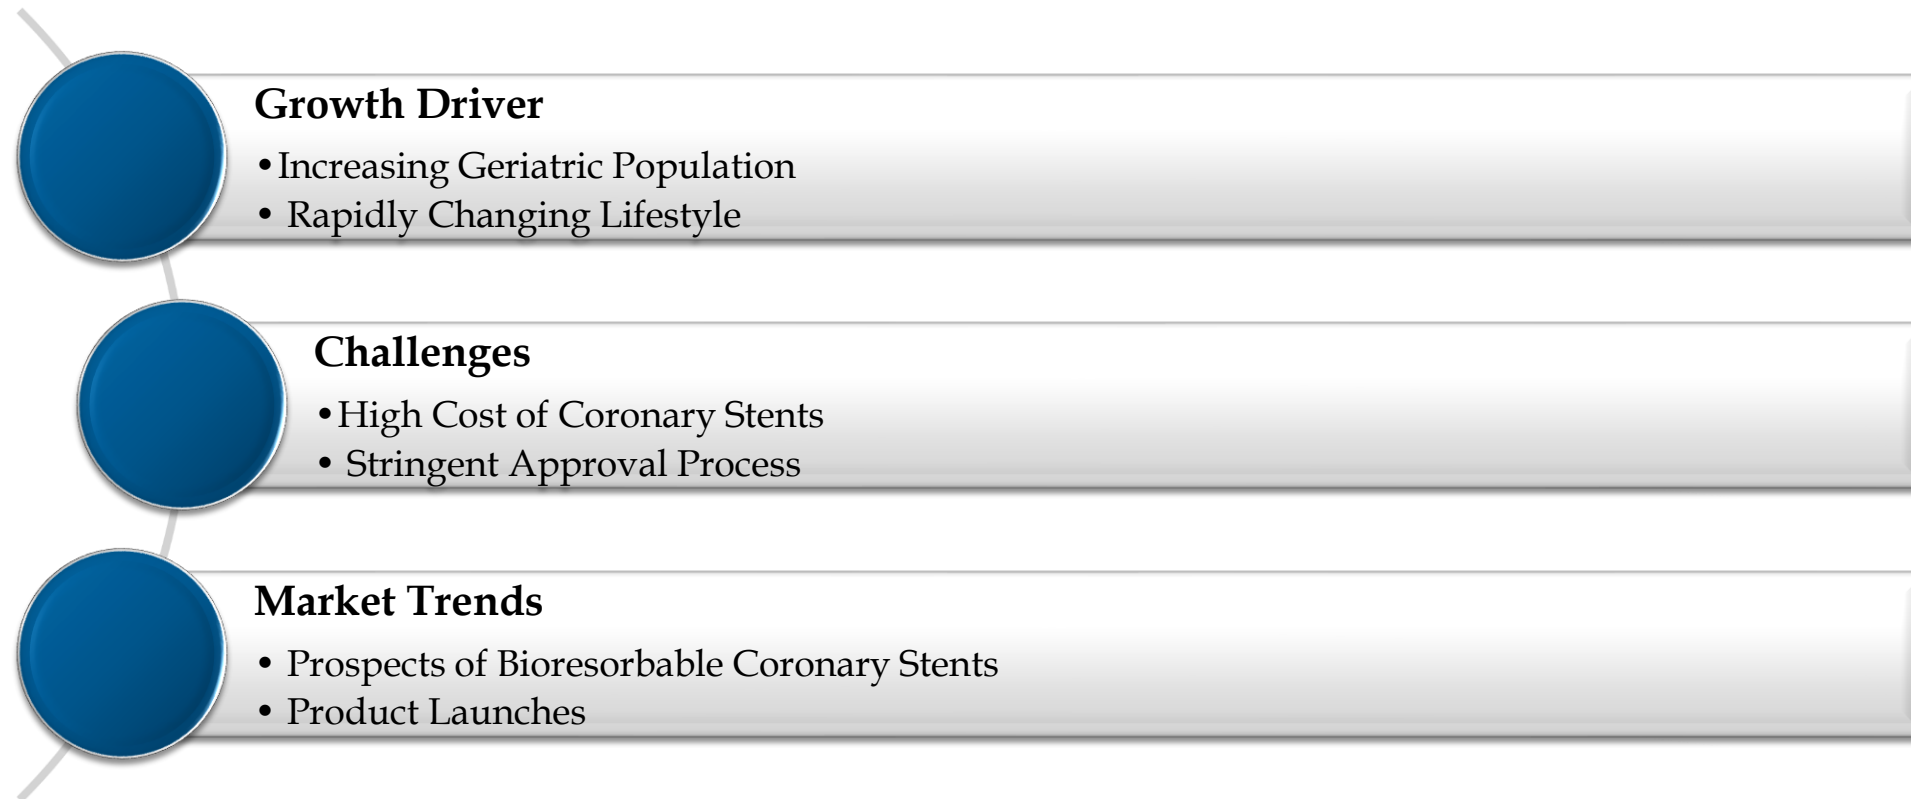 Growth Driver
•Increasing Geriatric Population
• Rapidly Changing Lifestyle
Challenges
•High Cost of Coronary Stents
• Stringent Approval Process
Market Trends
• Prospects of Bioresorbable Coronary Stents
• Product Launches